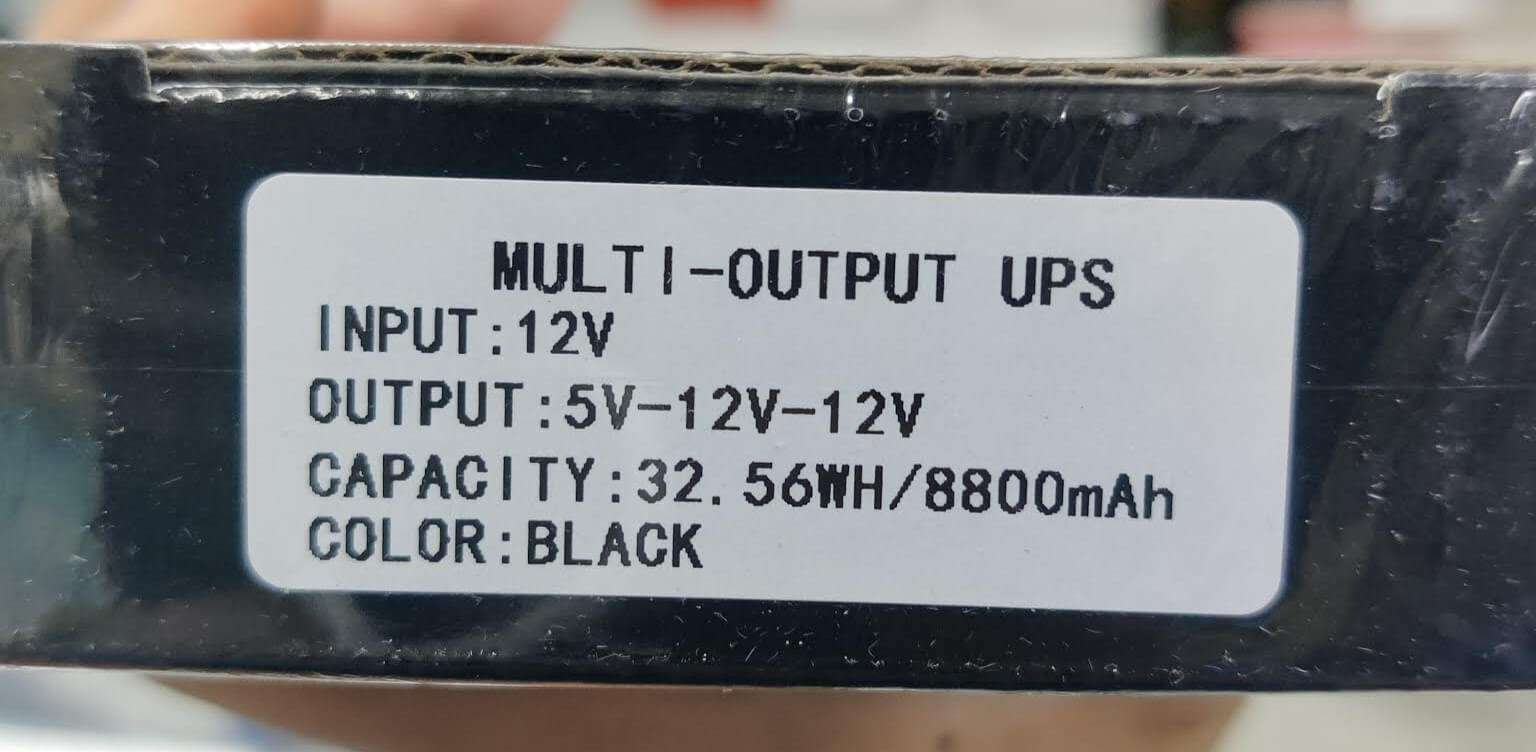 MULTI-OUTPUT UPS
INPUT:12V
OUTPUT:5V-12V-12V
CAPACITY:32.56WH/8800mAh
COLOR:BLACK